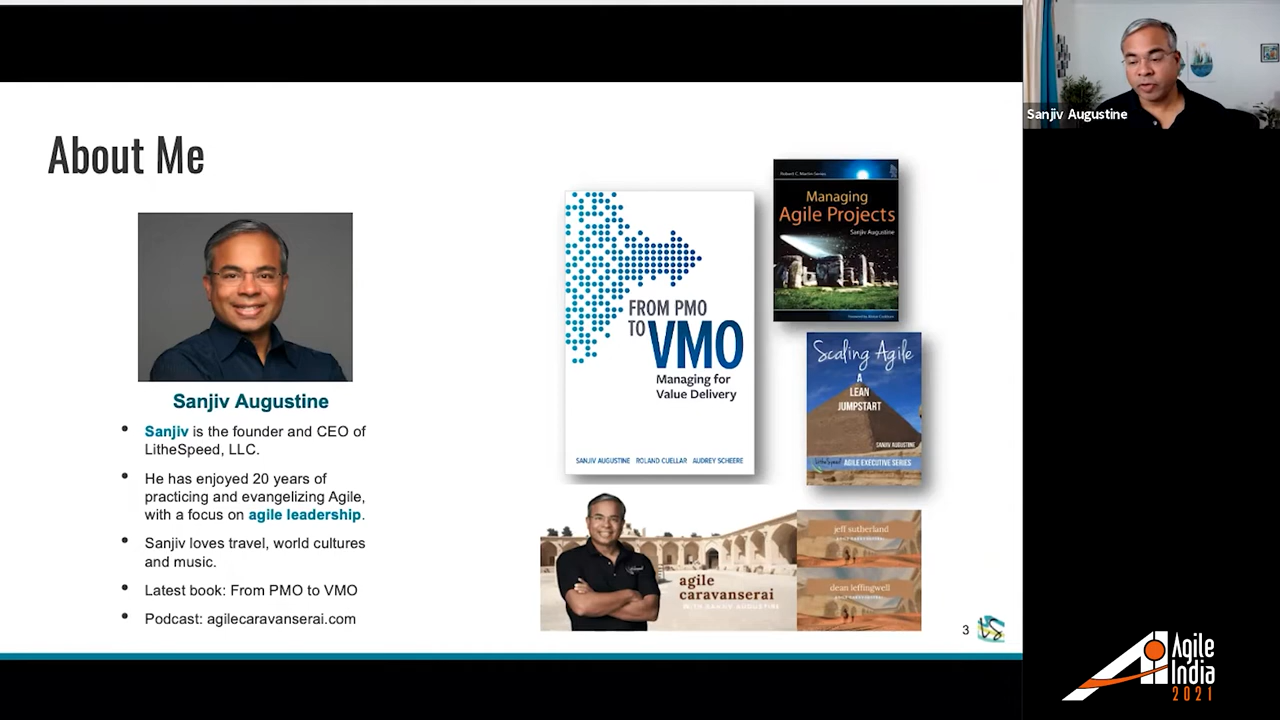 About Me
Sanjiv Augustine
Sanjiv is the founder and CEO of
LitheSpeed, LLC.
He has enjoyed 20 years of
practicing and evangelizing Agile,
with a focus on agile leadership.
Sanjiv loves travel, world cultures
and music.
Latest book: From PMO to VMO
Podcast: agilecaravanserai.com
FROM PMO
TO VMO
Managing for
Value Delivery
SANJIV AUGUSTINE ROLAND CUELLAR AUDREY SCHEERE
Robert C. Martin Series
Managing
Agile Projects
Sanjiv Augustine
Scaling Agile
A
LEAN
JUMPSTART
SANJIV AUGUSTINE
LitheSpeed AGILE EXECUTIVE SERIES
agile
caravanserai
WITH SANJIV AUGUSTINE
jeff sutherland
dean leffingwell
3
Sanjiv Augustine
Agile
India
2021